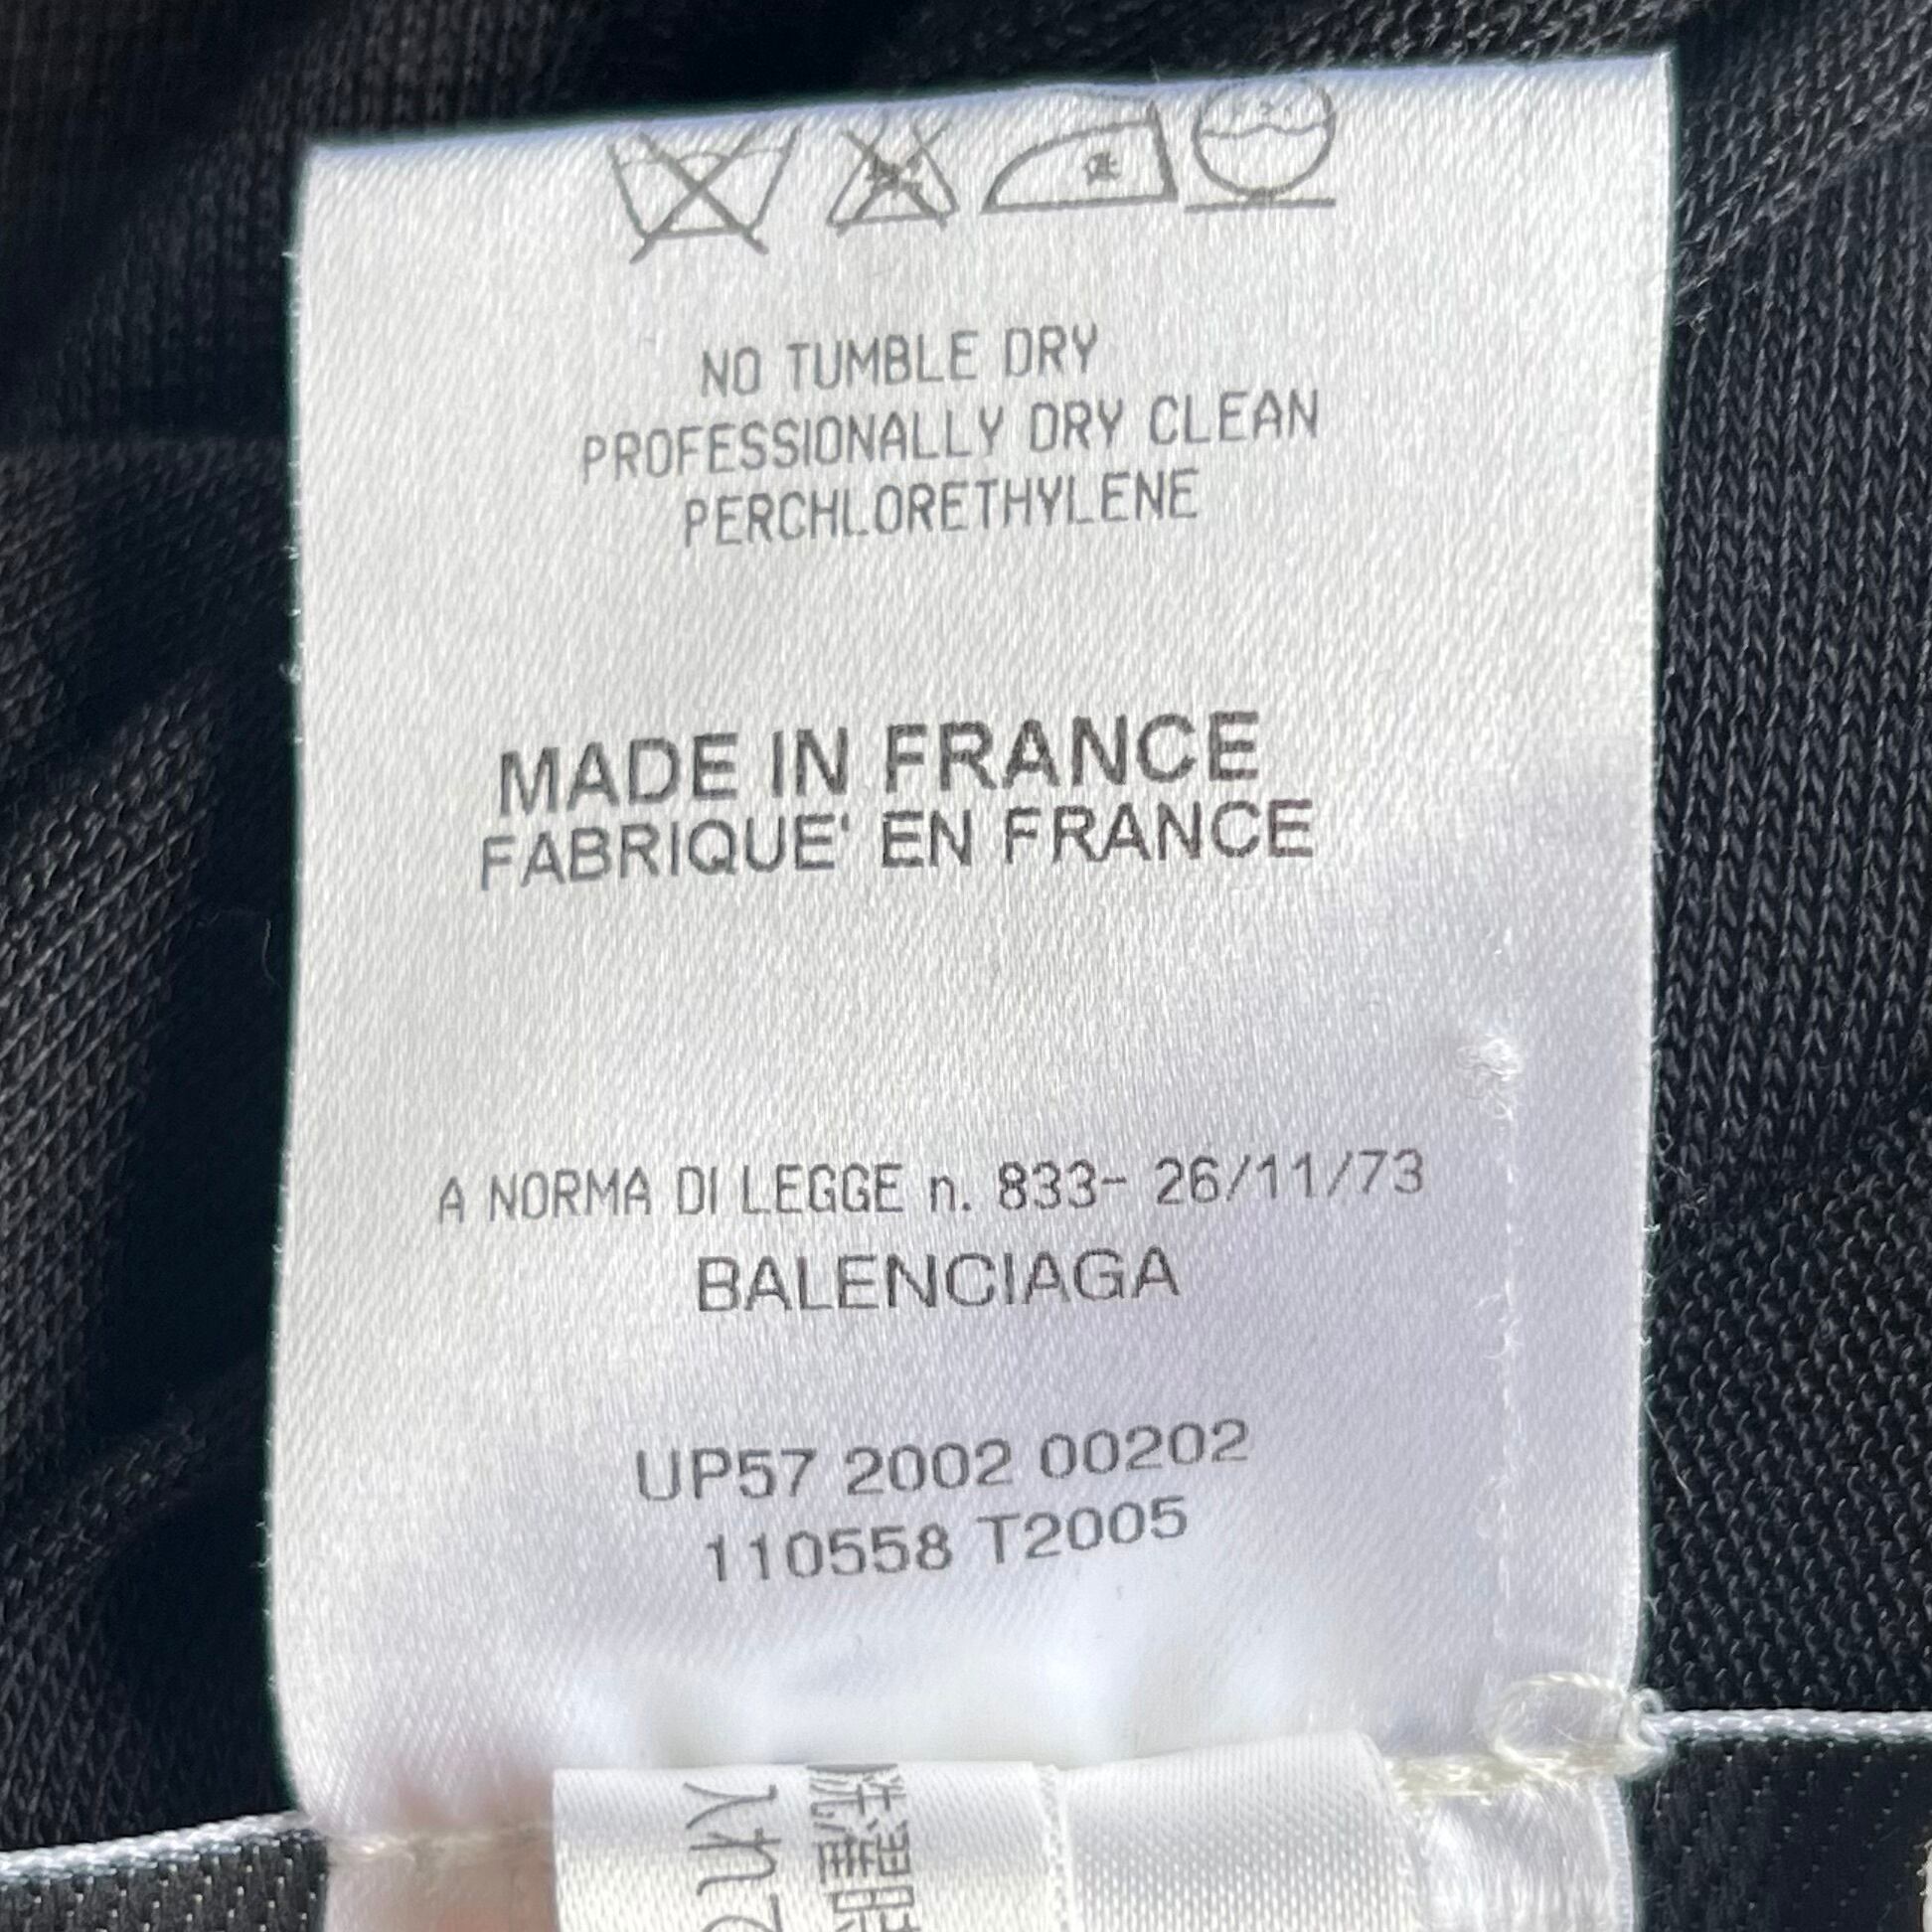 NO TUMBLE DRY
PROFESSIONALLY DRY CLEAN
PERCHLORETHYLENE
MADE IN FRANCE
FABRIQUE' EN FRANCE
A NORMA DI LEGGE n. 833- 26/11/73
BALENCIAGA
UP57 2002 00202
110558 T2005